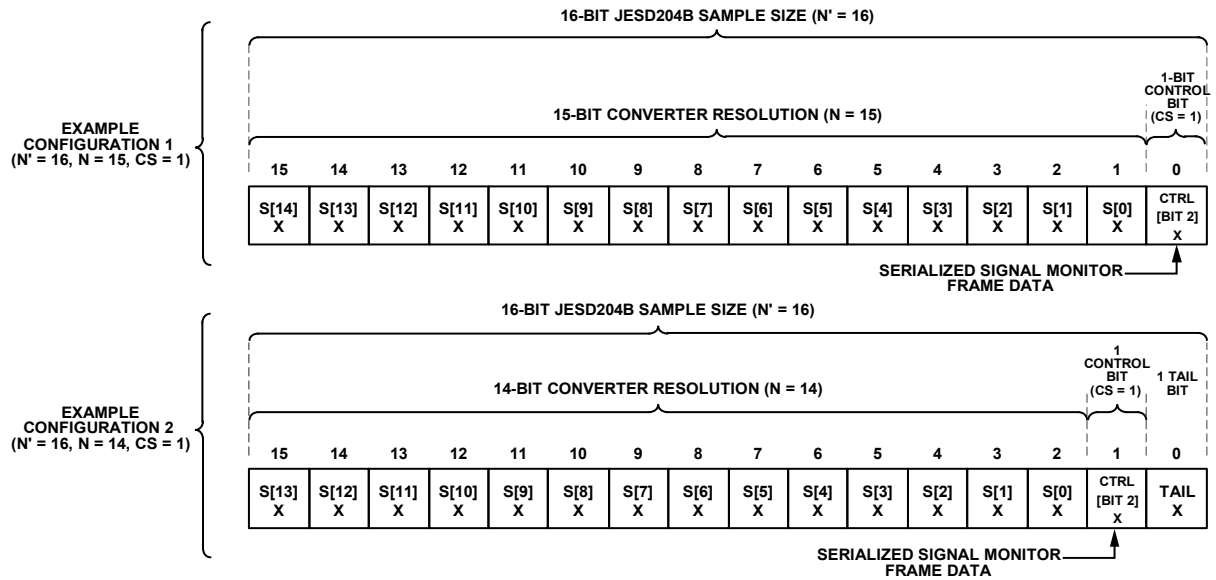 16-BIT JESD204B SAMPLE SIZE (N' = 16)
1-BIT
CONTROL
BIT
(CS = 1)
15-BIT CONVERTER RESOLUTION (N = 15)
EXAMPLE
CONFIGURATION 1
(N' = 16, N = 15, CS = 1)
15 14 13 12 11 10 9 8 7 6 5 4 3 2 1 0
S[14] S[13] S[12] S[11] S[10] S[9] S[8] S[7] S[6] S[5] S[4] S[3] S[2] S[1] S[0] CTRL
[BIT 2]
X X X X X X X X X X X X X X X X
SERIALIZED SIGNAL MONITOR
FRAME DATA
16-BIT JESD204B SAMPLE SIZE (N' = 16)
1
CONTROL
BIT
(CS = 1)
1 TAIL
BIT
14-BIT CONVERTER RESOLUTION (N = 14)
EXAMPLE
CONFIGURATION 2
(N' = 16, N = 14, CS = 1)
15 14 13 12 11 10 9 8 7 6 5 4 3 2 1 0
S[13] S[12] S[11] S[10] S[9] S[8] S[7] S[6] S[5] S[4] S[3] S[2] S[1] S[0] CTRL TAIL
[BIT 2]
X X X X X X X X X X X X X X X X
SERIALIZED SIGNAL MONITOR
FRAME DATA